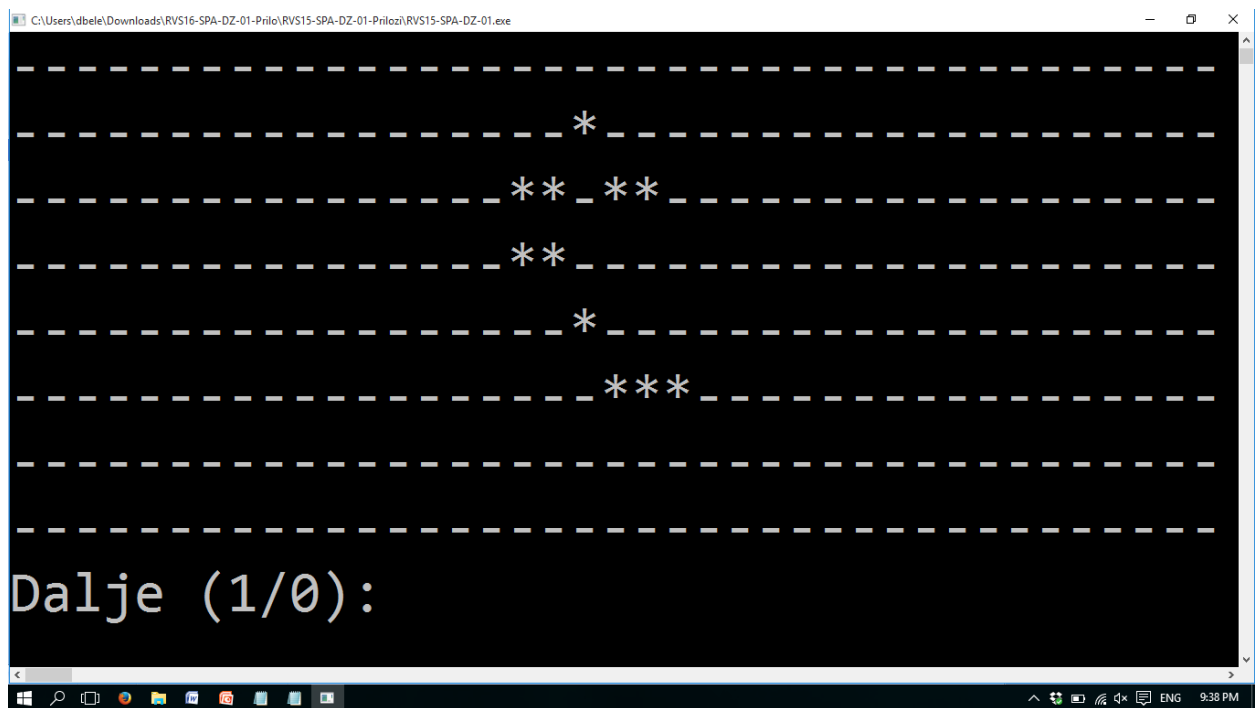 C:\Users\dbele\Downloads\RVS16-SPA-DZ-01-Prilo\RVS15-SPA-DZ-01-Prilozi\RVS15-SPA-DZ-01.exe
---------------------------------------
------------------*--------------------
----------------**-**------------------
----------------**---------------------
------------------*--------------------
-------------------***-----------------
---------------------------------------
---------------------------------------
Dalje (1/0):
ENG 9:38 PM